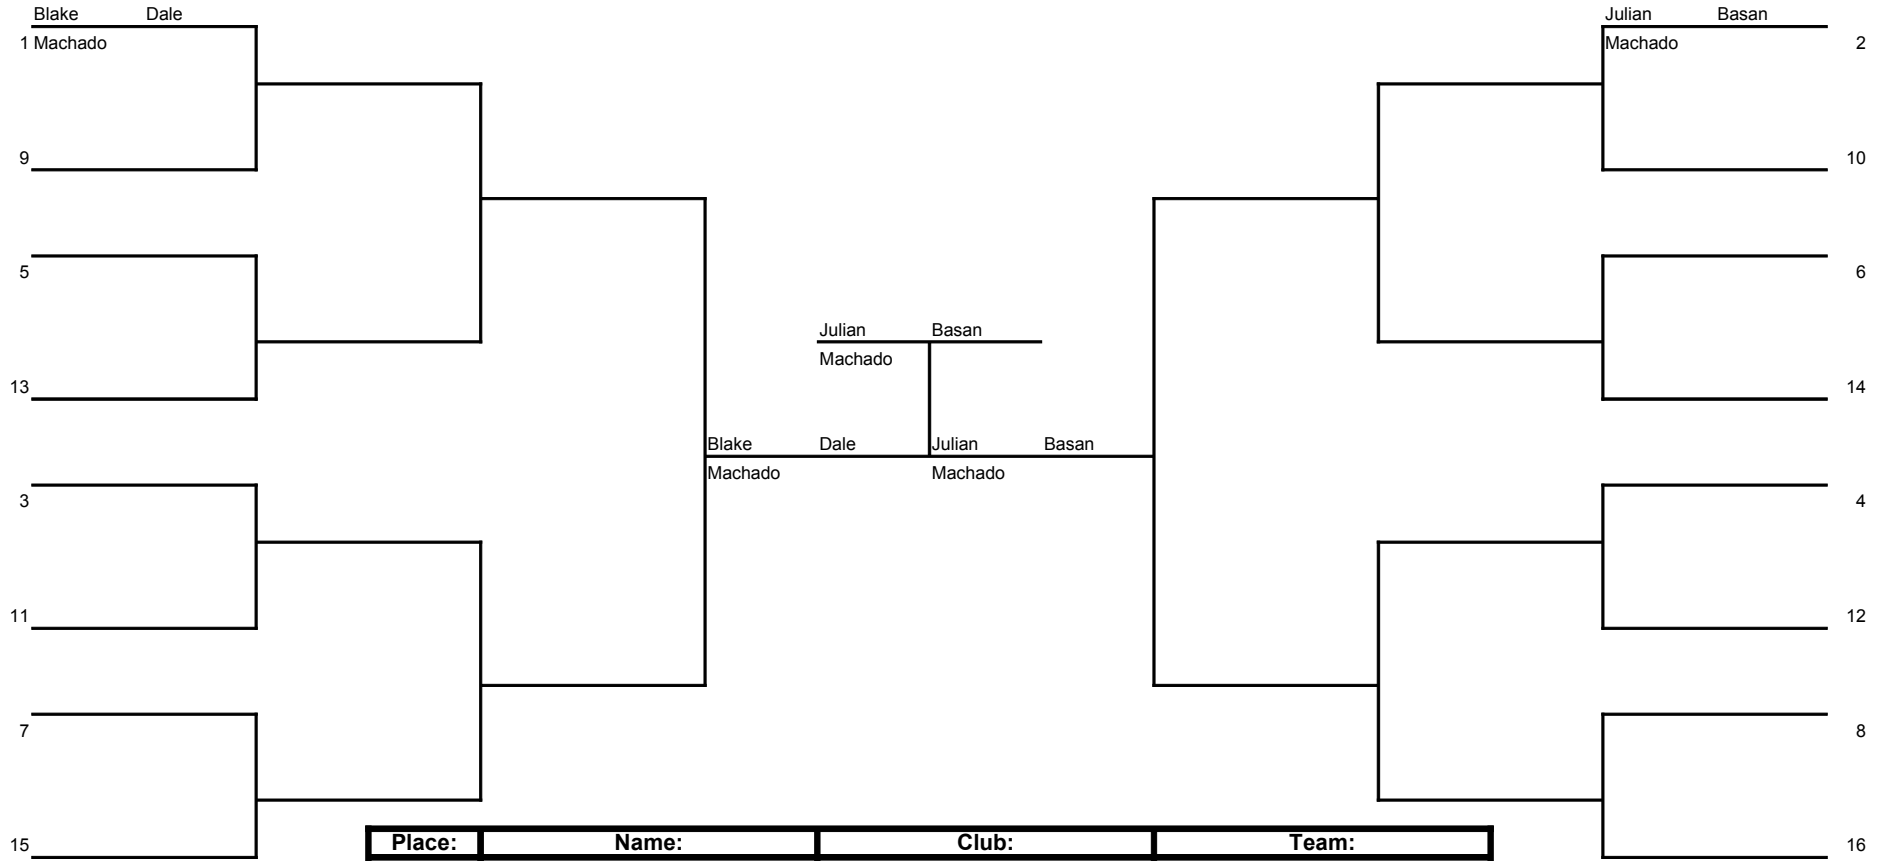 Blake Dale Julian Basan
1 Machado Machado 2
9 10
5 6
Julian Basan
Machado
13 14
Blake Dale Julian Basan
Machado Machado
3 4
11 12
7 8
15 Place: Name: Club: Team: 16